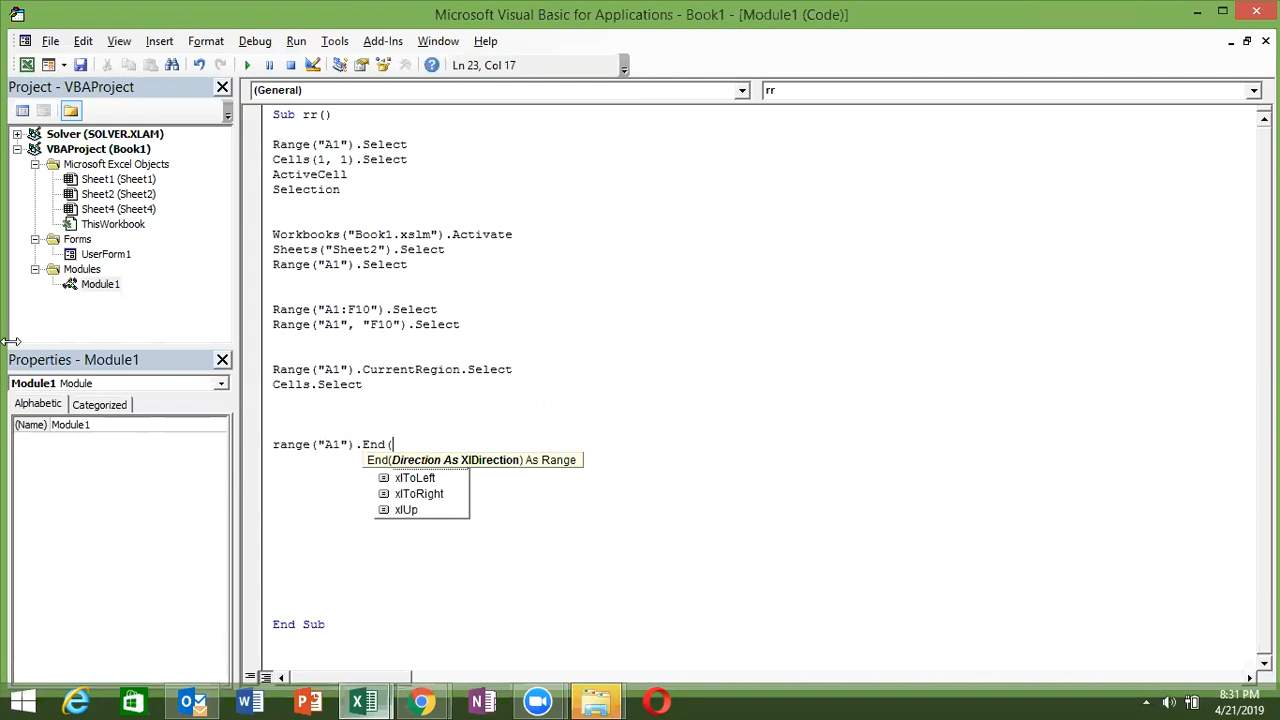 Microsoft Visual Basic for Applications - Book1 - [Module1 (Code)]
File Edit View Insert Format Debug Run Tools Add-Ins Window Help
Ln 23, Col 17
Project - VBAProject
(General)
rr
Solver (SOLVER.XLAM)
VBAProject (Book1)
Microsoft Excel Objects
Sheet1 (Sheet1)
Sheet2 (Sheet2)
Sheet4 (Sheet4)
ThisWorkbook
Forms
UserForm1
Modules
Module1
Properties - Module1
Module1 Module
Alphabetic Categorized
(Name) Module1
Sub rr()
Range("A1").Select
Cells(1, 1).Select
ActiveCell
Selection
Workbooks("Book1.xslm").Activate
Sheets("Sheet2").Select
Range("A1").Select
Range("A1:F10").Select
Range("A1", "F10").Select
Range("A1").CurrentRegion.Select
Cells.Select
range("A1").End(
End(Direction As XlDirection) As Range
xlToLeft
xlToRight
xlUp
End Sub
8:31 PM
4/21/2019